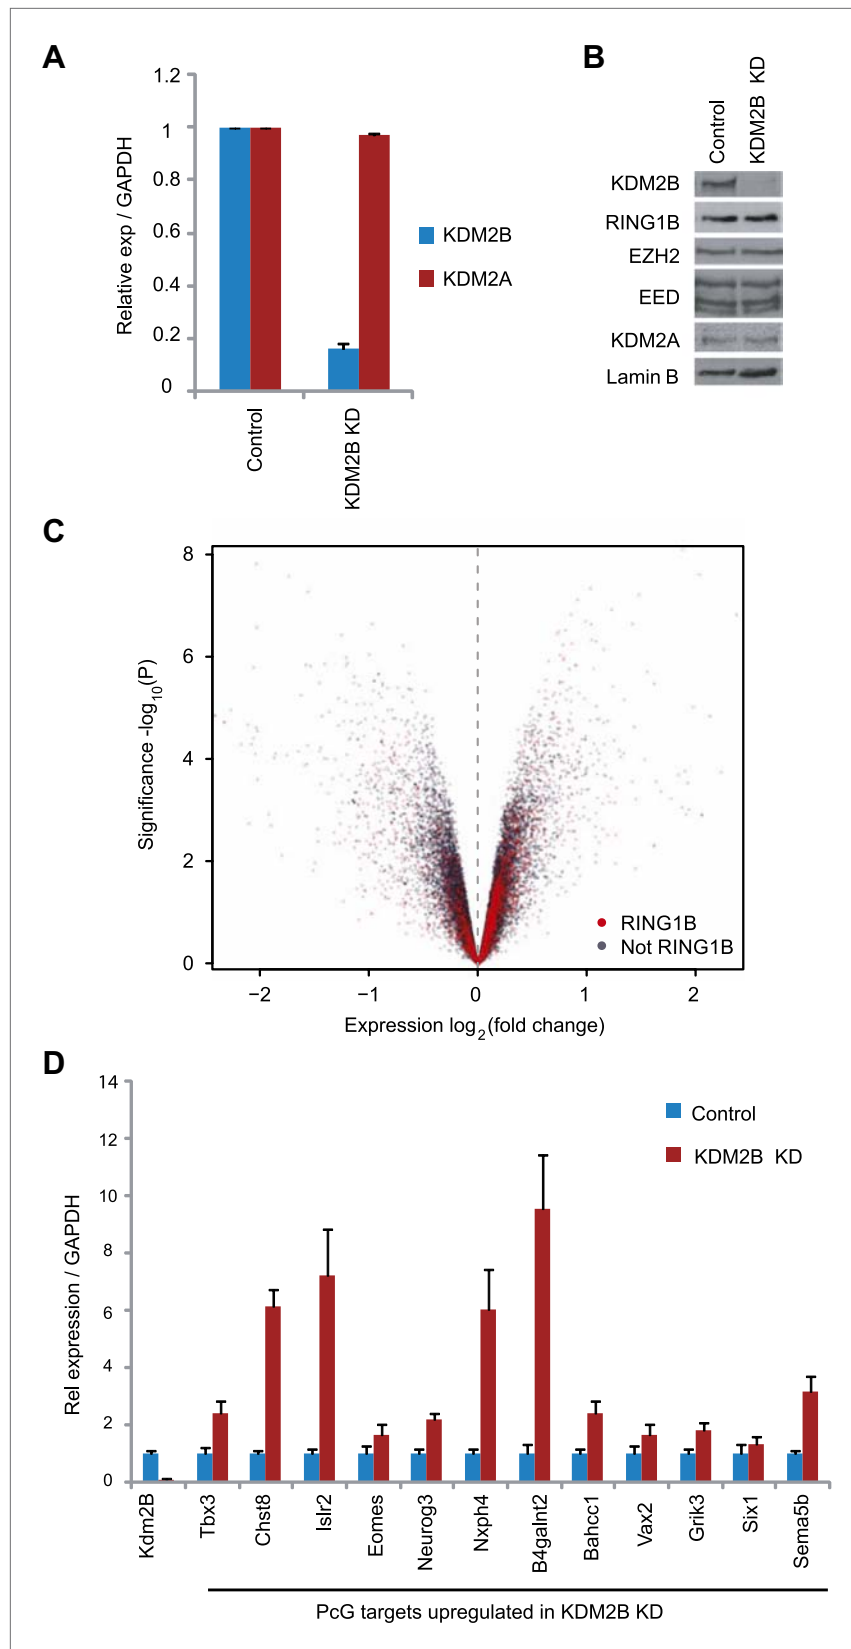 A
1.2
1
0.8
0.6
0.4
0.2
0
Relative exp / GAPDH
Control
KDM2B KD
KDM2B
KDM2A
B
Control
KDM2B KD
KDM2B
RING1B
EZH2
EED
KDM2A
Lamin B
C
8
6
4
2
0
Significance -log10(P)
−2
−1
0
1
2
Expression log2(fold change)
RING1B
Not RING1B
D
14
12
10
8
6
4
2
0
Rel expression / GAPDH
Control
KDM2B KD
Kdm2B
Tbx3
Chst8
Islr2
Eomes
Neurog3
Nxph4
B4galnt2
Bahcc1
Vax2
Grik3
Six1
Sema5b
PcG targets upregulated in KDM2B KD